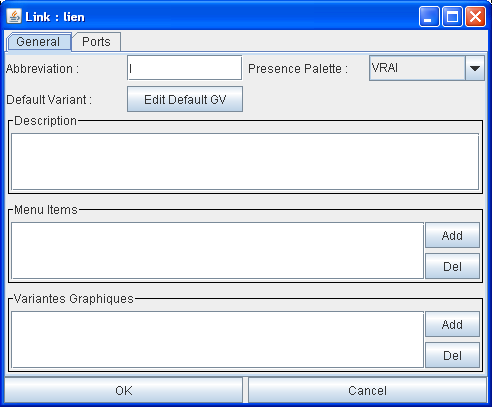 Link : lien
General Ports
Abbreviation : l Presence Palette : VRAI
Default Variant : Edit Default GV
Description
Menu Items
Add
Del
Variantes Graphiques
Add
Del
OK Cancel